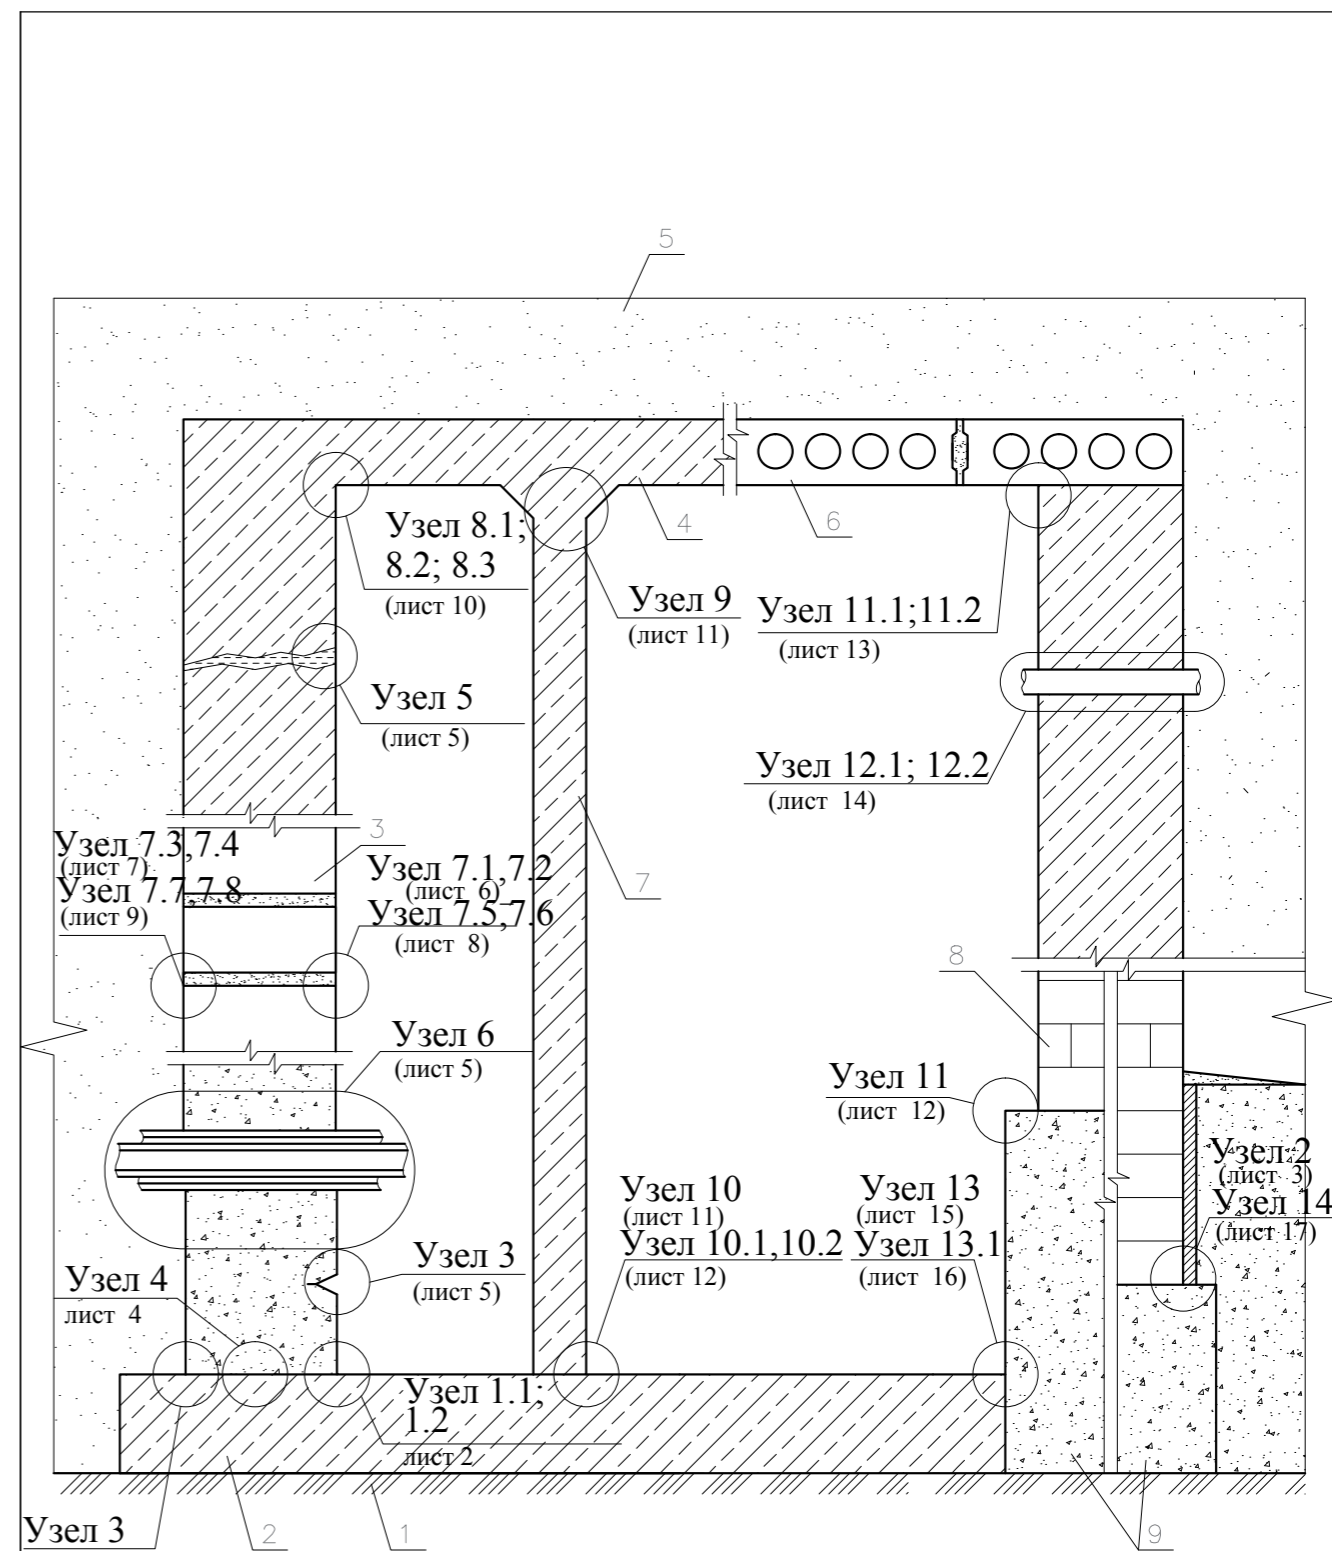 5
4
6
Узел 8.1;
8.2; 8.3
(лист 10)
Узел 9
(лист 11)
Узел 11.1;11.2
(лист 13)
Узел 5
(лист 5)
Узел 12.1; 12.2
(лист 14)
3
Узел 7.3,7.4
(лист 7)
Узел 7.7,7.8
(лист 9)
Узел 7.1,7.2
(лист 6)
Узел 7.5,7.6
(лист 8)
7
8
Узел 6
(лист 5)
Узел 11
(лист 12)
Узел 2
(лист 3)
Узел 14
(лист 17)
Узел 10
(лист 11)
Узел 10.1,10.2
(лист 12)
Узел 13
(лист 15)
Узел 13.1
(лист 16)
Узел 3
(лист 5)
Узел 4
лист 4
Узел 1.1;
1.2
лист 2
Узел 3
2
1
9